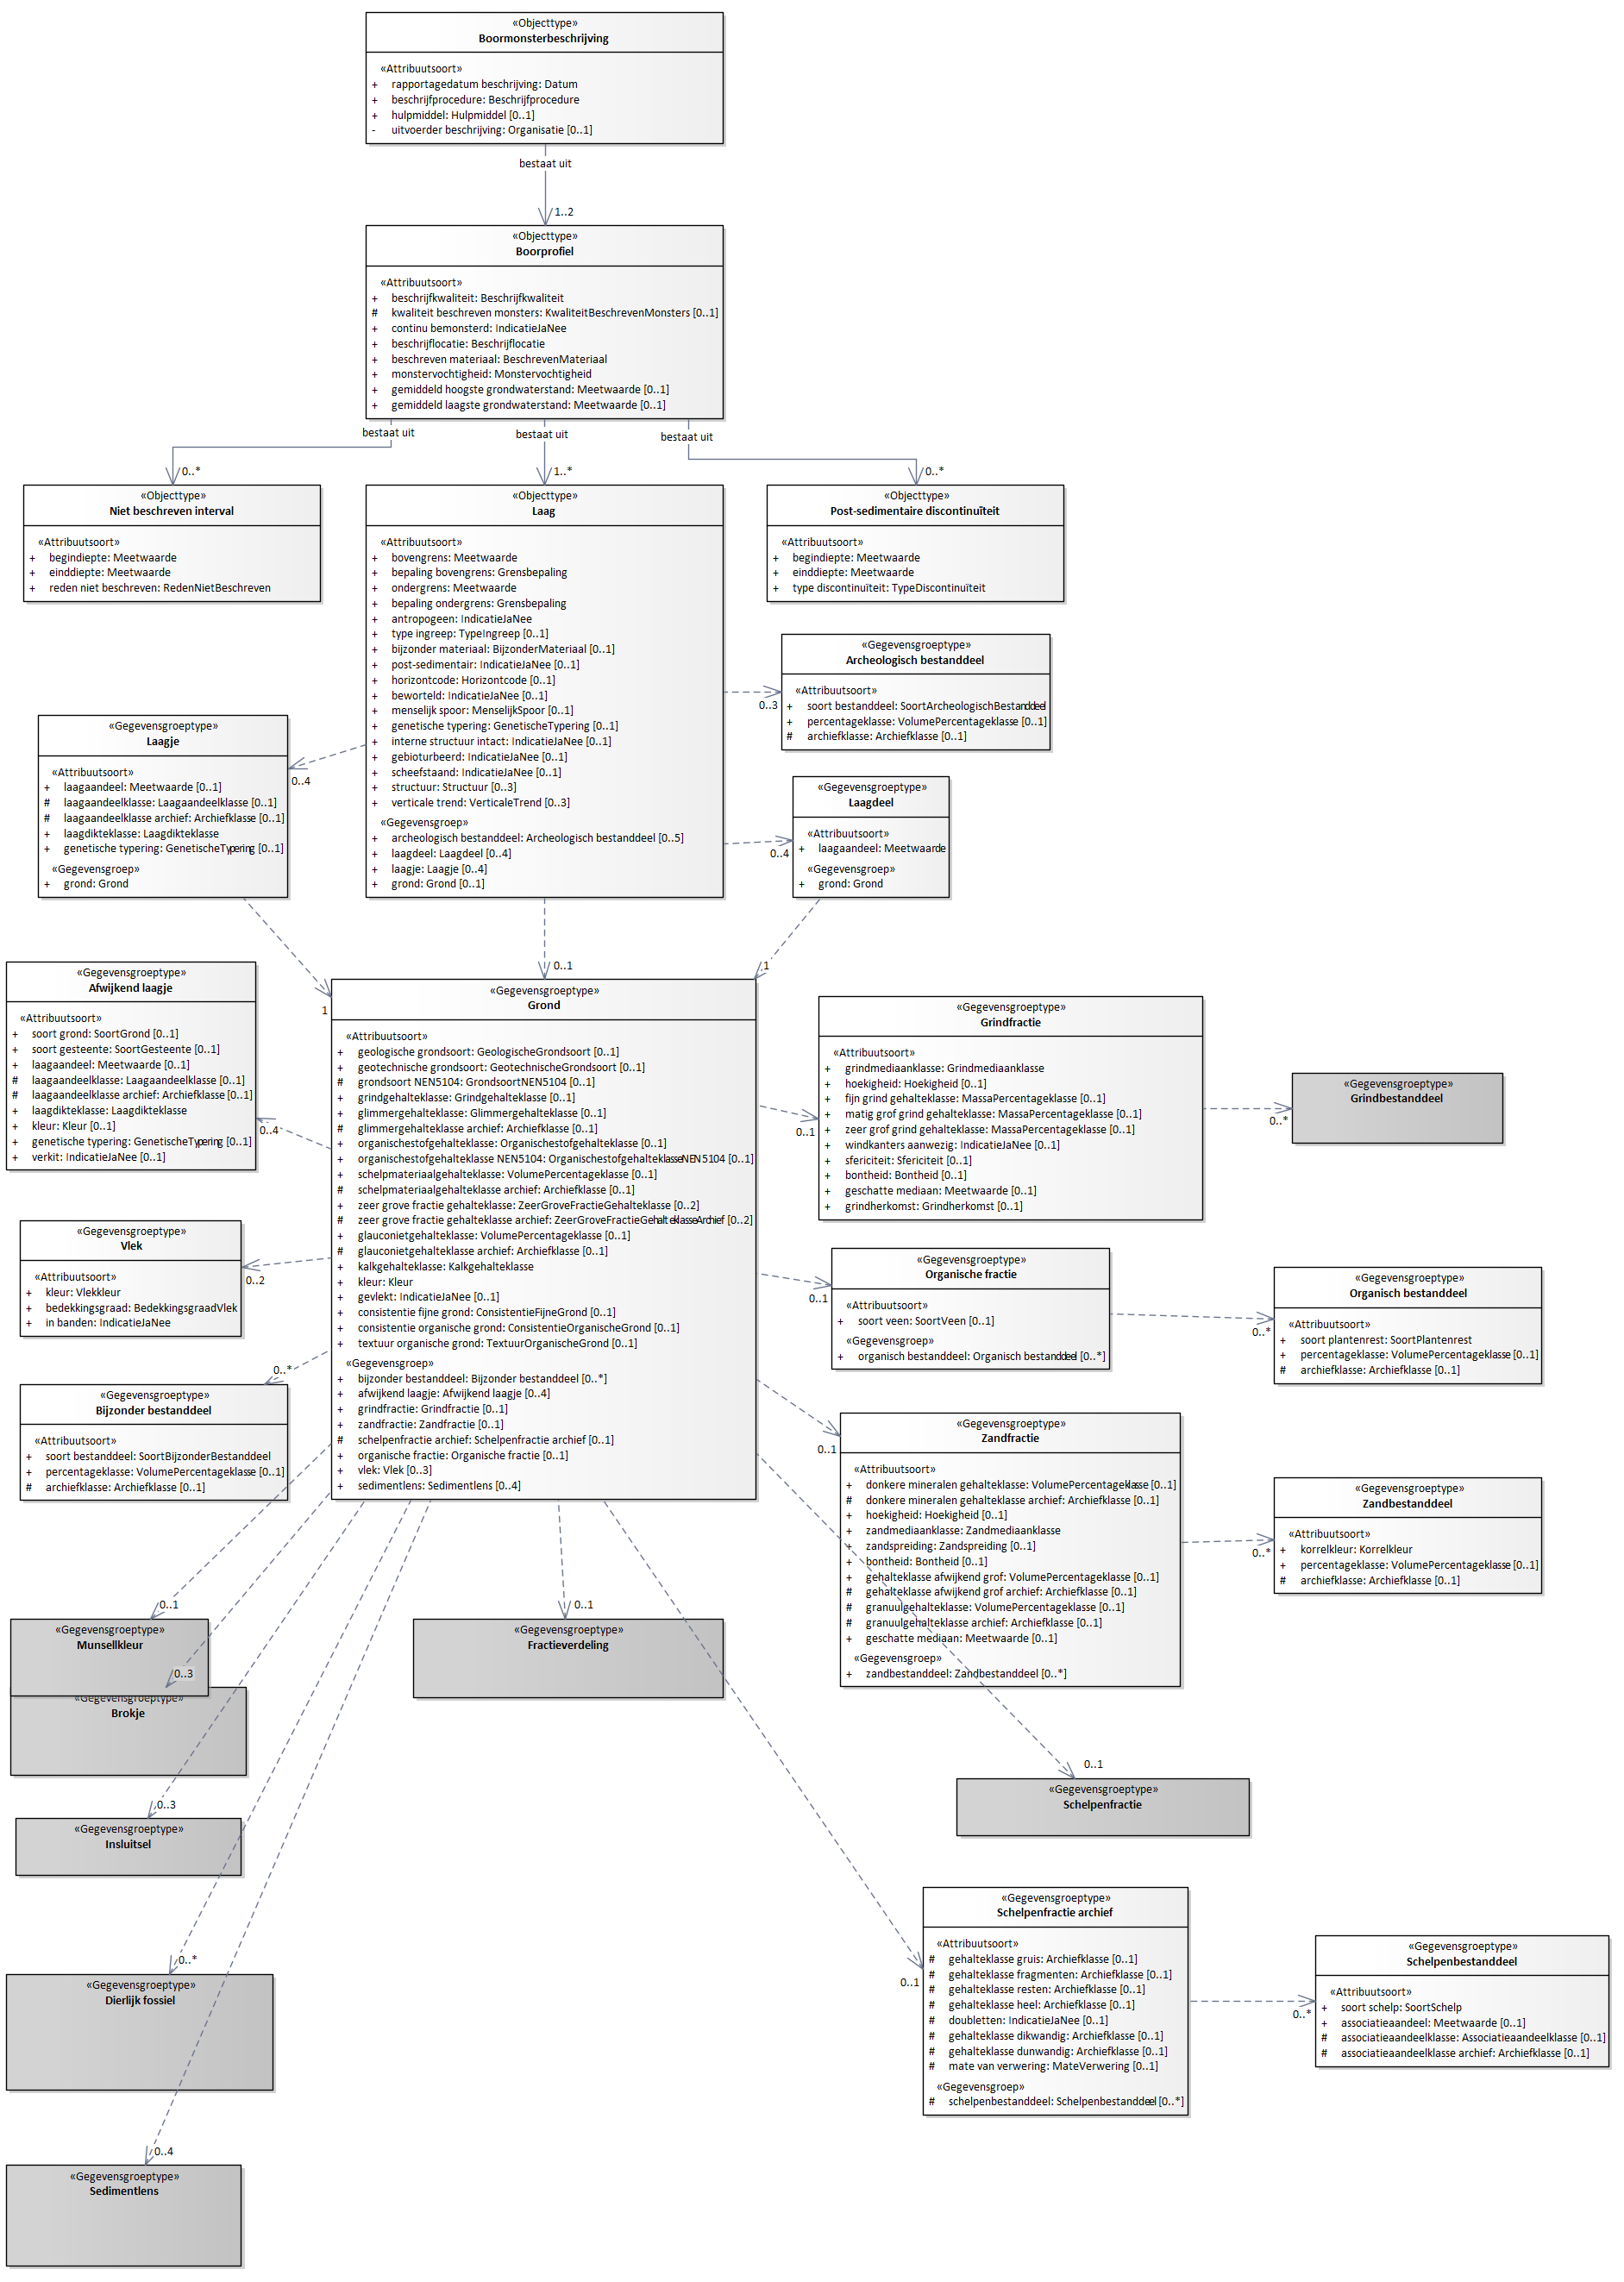 «Objecttype»
Boormonsterbeschrijving
«Attribuutsoort»
+ rapportagedatum beschrijving: Datum
+ beschrijfprocedure: Beschrijfprocedure
+ hulpmiddel: Hulpmiddel [0..1]
- uitvoerder beschrijving: Organisatie [0..1]
bestaat uit
1..2
«Objecttype»
Boorprofiel
«Attribuutsoort»
+ beschrijfkwaliteit: Beschrijfkwaliteit
# kwaliteit beschreven monsters: KwaliteitBeschrevenMonsters [0..1]
+ continu bemonsterd: IndicatieJaNee
+ beschrijflocatie: Beschrijflocatie
+ beschreven materiaal: BeschrevenMateriaal
+ monstervochtigheid: Monstervochtigheid
+ gemiddeld hoogste grondwaterstand: Meetwaarde [0..1]
+ gemiddeld laagste grondwaterstand: Meetwaarde [0..1]
bestaat uit
bestaat uit
bestaat uit
0..*
1..*
0..*
«Objecttype»
Niet beschreven interval
«Attribuutsoort»
+ begindiepte: Meetwaarde
+ einddiepte: Meetwaarde
+ reden niet beschreven: RedenNietBeschreven
«Objecttype»
Laag
«Attribuutsoort»
+ bovengrens: Meetwaarde
+ bepaling bovengrens: Grensbepaling
+ ondergrens: Meetwaarde
+ bepaling ondergrens: Grensbepaling
+ antropogeen: IndicatieJaNee
+ type ingreep: TypeIngreep [0..1]
+ bijzonder materiaal: BijzonderMateriaal [0..1]
+ post-sedimentair: IndicatieJaNee [0..1]
+ horizontcode: Horizontcode [0..1]
+ beworteld: IndicatieJaNee [0..1]
+ menselijk spoor: MenselijkSpoor [0..1]
+ genetische typering: GenetischeTypering [0..1]
+ interne structuur intact: IndicatieJaNee [0..1]
+ gebioturbeerd: IndicatieJaNee [0..1]
+ scheefstaand: IndicatieJaNee [0..1]
+ structuur: Structuur [0..3]
+ verticale trend: VerticaleTrend [0..3]
«Gegevensgroep»
+ archeologisch bestanddeel: Archeologisch bestanddeel [0..5]
+ laagdeel: Laagdeel [0..4]
+ laagje: Laagje [0..4]
+ grond: Grond [0..1]
«Objecttype»
Post-sedimentaire discontinuïteit
«Attribuutsoort»
+ begindiepte: Meetwaarde
+ einddiepte: Meetwaarde
+ type discontinuïteit: TypeDiscontinuïteit
0..3
«Gegevensgroeptype»
Archeologisch bestanddeel
«Attribuutsoort»
+ soort bestanddeel: SoortArcheologischBestanddeel
+ percentageklasse: VolumePercentageklasse [0..1]
# archiefklasse: Archiefklasse [0..1]
«Gegevensgroeptype»
Laagje
«Attribuutsoort»
+ laagaandeel: Meetwaarde [0..1]
# laagaandeelklasse: Laagaandeelklasse [0..1]
# laagaandeelklasse archief: Archiefklasse [0..1]
+ laagdikteklasse: Laagdikteklasse
+ genetische typering: GenetischeTypering [0..1]
«Gegevensgroep»
+ grond: Grond
0..4
0..4
«Gegevensgroeptype»
Laagdeel
«Attribuutsoort»
+ laagaandeel: Meetwaarde
«Gegevensgroep»
+ grond: Grond
1
0..1
1
«Gegevensgroeptype»
Afwijkend laagje
«Attribuutsoort»
+ soort grond: SoortGrond [0..1]
+ soort gesteente: SoortGesteente [0..1]
+ laagaandeel: Meetwaarde [0..1]
# laagaandeelklasse: Laagaandeelklasse [0..1]
# laagaandeelklasse archief: Archiefklasse [0..1]
+ laagdikteklasse: Laagdikteklasse
+ kleur: Kleur [0..1]
+ genetische typering: GenetischeTypering [0..1]
+ verkit: IndicatieJaNee [0..1]
0..4
«Gegevensgroeptype»
Grond
«Attribuutsoort»
+ geologische grondsoort: GeologischeGrondsoort [0..1]
+ geotechnische grondsoort: GeotechnischeGrondsoort [0..1]
# grondsoort NEN5104: GrondsoortNEN5104 [0..1]
+ grindgehalteklasse: Grindgehalteklasse [0..1]
+ glimmergehalteklasse: Glimmergehalteklasse [0..1]
# glimmergehalteklasse archief: Archiefklasse [0..1]
+ organischestofgehalteklasse: Organischestofgehalteklasse [0..1]
+ organischestofgehalteklasse NEN5104: OrganischestofgehalteklasseNEN5104 [0..1]
+ schelpmateriaalgehalteklasse: VolumePercentageklasse [0..1]
# schelpmateriaalgehalteklasse archief: Archiefklasse [0..1]
+ zeer grove fractie gehalteklasse: ZeerGroveFractieGehalteklasse [0..2]
# zeer grove fractie gehalteklasse archief: ZeerGroveFractieGehalteklasseArchief [0..2]
+ glauconietgehalteklasse: VolumePercentageklasse [0..1]
# glauconietgehalteklasse archief: Archiefklasse [0..1]
+ kalkgehalteklasse: Kalkgehalteklasse
+ kleur: Kleur
+ gevlekt: IndicatieJaNee [0..1]
+ consistentie fijne grond: ConsistentieFijneGrond [0..1]
+ consistentie organische grond: ConsistentieOrganischeGrond [0..1]
+ textuur organische grond: TextuurOrganischeGrond [0..1]
«Gegevensgroep»
+ bijzonder bestanddeel: Bijzonder bestanddeel [0..*]
+ afwijkend laagje: Afwijkend laagje [0..4]
+ grindfractie: Grindfractie [0..1]
+ zandfractie: Zandfractie [0..1]
# schelpenfractie archief: Schelpenfractie archief [0..1]
+ organische fractie: Organische fractie [0..1]
+ vlek: Vlek [0..3]
+ sedimentlens: Sedimentlens [0..4]
0..1
«Gegevensgroeptype»
Grindfractie
«Attribuutsoort»
+ grindmediaanklasse: Grindmediaanklasse
+ hoekigheid: Hoekigheid [0..1]
+ fijn grind gehalteklasse: MassaPercentageklasse [0..1]
+ matig grof grind gehalteklasse: MassaPercentageklasse [0..1]
+ zeer grof grind gehalteklasse: MassaPercentageklasse [0..1]
+ windkanters aanwezig: IndicatieJaNee [0..1]
+ sfericiteit: Sfericiteit [0..1]
+ bontheid: Bontheid [0..1]
+ geschatte mediaan: Meetwaarde [0..1]
+ grindherkomst: Grindherkomst [0..1]
0..*
«Gegevensgroeptype»
Grindbestanddeel
«Gegevensgroeptype»
Vlek
«Attribuutsoort»
+ kleur: Vlekkleur
+ bedekkingsgraad: BedekkingsgraadVlek
+ in banden: IndicatieJaNee
0..2
0..1
«Gegevensgroeptype»
Organische fractie
«Attribuutsoort»
+ soort veen: SoortVeen [0..1]
«Gegevensgroep»
+ organisch bestanddeel: Organisch bestanddeel [0..*]
0..*
«Gegevensgroeptype»
Organisch bestanddeel
«Attribuutsoort»
+ soort plantenrest: SoortPlantenrest
+ percentageklasse: VolumePercentageklasse [0..1]
# archiefklasse: Archiefklasse [0..1]
0..*
«Gegevensgroeptype»
Bijzonder bestanddeel
«Attribuutsoort»
+ soort bestanddeel: SoortBijzonderBestanddeel
+ percentageklasse: VolumePercentageklasse [0..1]
# archiefklasse: Archiefklasse [0..1]
0..1
«Gegevensgroeptype»
Zandfractie
«Attribuutsoort»
+ donkere mineralen gehalteklasse: VolumePercentageklasse [0..1]
# donkere mineralen gehalteklasse archief: Archiefklasse [0..1]
+ hoekigheid: Hoekigheid [0..1]
+ zandmediaanklasse: Zandmediaanklasse
+ zandspreiding: Zandspreiding [0..1]
+ bontheid: Bontheid [0..1]
+ gehalteklasse afwijkend grof: VolumePercentageklasse [0..1]
# gehalteklasse afwijkend grof archief: Archiefklasse [0..1]
# granuulgehalteklasse: VolumePercentageklasse [0..1]
# granuulgehalteklasse archief: Archiefklasse [0..1]
+ geschatte mediaan: Meetwaarde [0..1]
«Gegevensgroep»
+ zandbestanddeel: Zandbestanddeel [0..*]
0..*
«Gegevensgroeptype»
Zandbestanddeel
«Attribuutsoort»
+ korrelkleur: Korrelkleur
+ percentageklasse: VolumePercentageklasse [0..1]
# archiefklasse: Archiefklasse [0..1]
0..1
«Gegevensgroeptype»
Munsellkleur
0..3
«Gegevensgroeptype»
Brokje
0..1
«Gegevensgroeptype»
Fractieverdeling
0..1
«Gegevensgroeptype»
Schelpenfractie
0..3
«Gegevensgroeptype»
Insluitsel
0..1
«Gegevensgroeptype»
Schelpenfractie archief
«Attribuutsoort»
# gehalteklasse gruis: Archiefklasse [0..1]
# gehalteklasse fragmenten: Archiefklasse [0..1]
# gehalteklasse resten: Archiefklasse [0..1]
# gehalteklasse heel: Archiefklasse [0..1]
# doubletten: IndicatieJaNee [0..1]
# gehalteklasse dikwandig: Archiefklasse [0..1]
# gehalteklasse dunwandig: Archiefklasse [0..1]
# mate van verwering: MateVerwering [0..1]
«Gegevensgroep»
# schelpenbestanddeel: Schelpenbestanddeel [0..*]
0..*
«Gegevensgroeptype»
Schelpenbestanddeel
«Attribuutsoort»
+ soort schelp: SoortSchelp
+ associatieaandeel: Meetwaarde [0..1]
# associatieaandeelklasse: Associatieaandeelklasse [0..1]
# associatieaandeelklasse archief: Archiefklasse [0..1]
0..*
«Gegevensgroeptype»
Dierlijk fossiel
0..4
«Gegevensgroeptype»
Sedimentlens